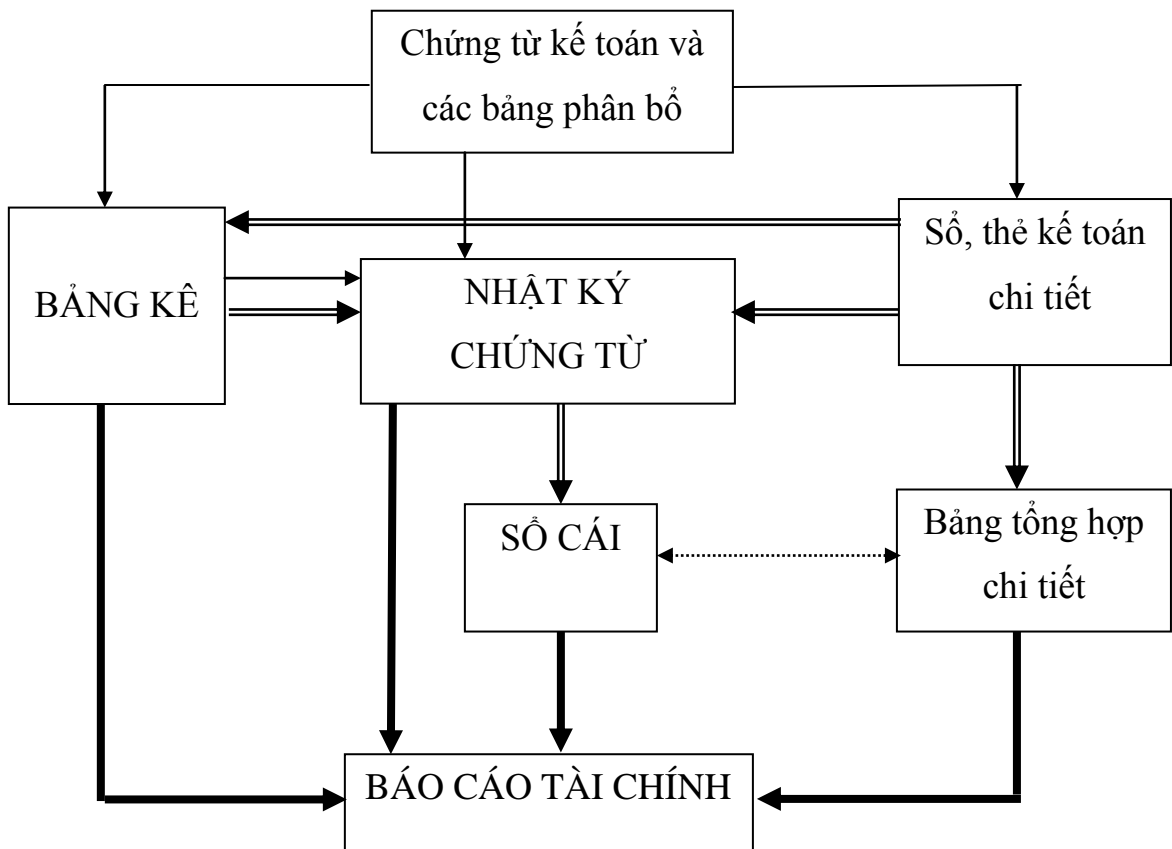 Chứng từ kế toán và
các bảng phân bổ
BẢNG KÊ
NHẬT KÝ
CHỨNG TỪ
Sổ, thẻ kế toán
chi tiết
SỔ CÁI
Bảng tổng hợp
chi tiết
BÁO CÁO TÀI CHÍNH